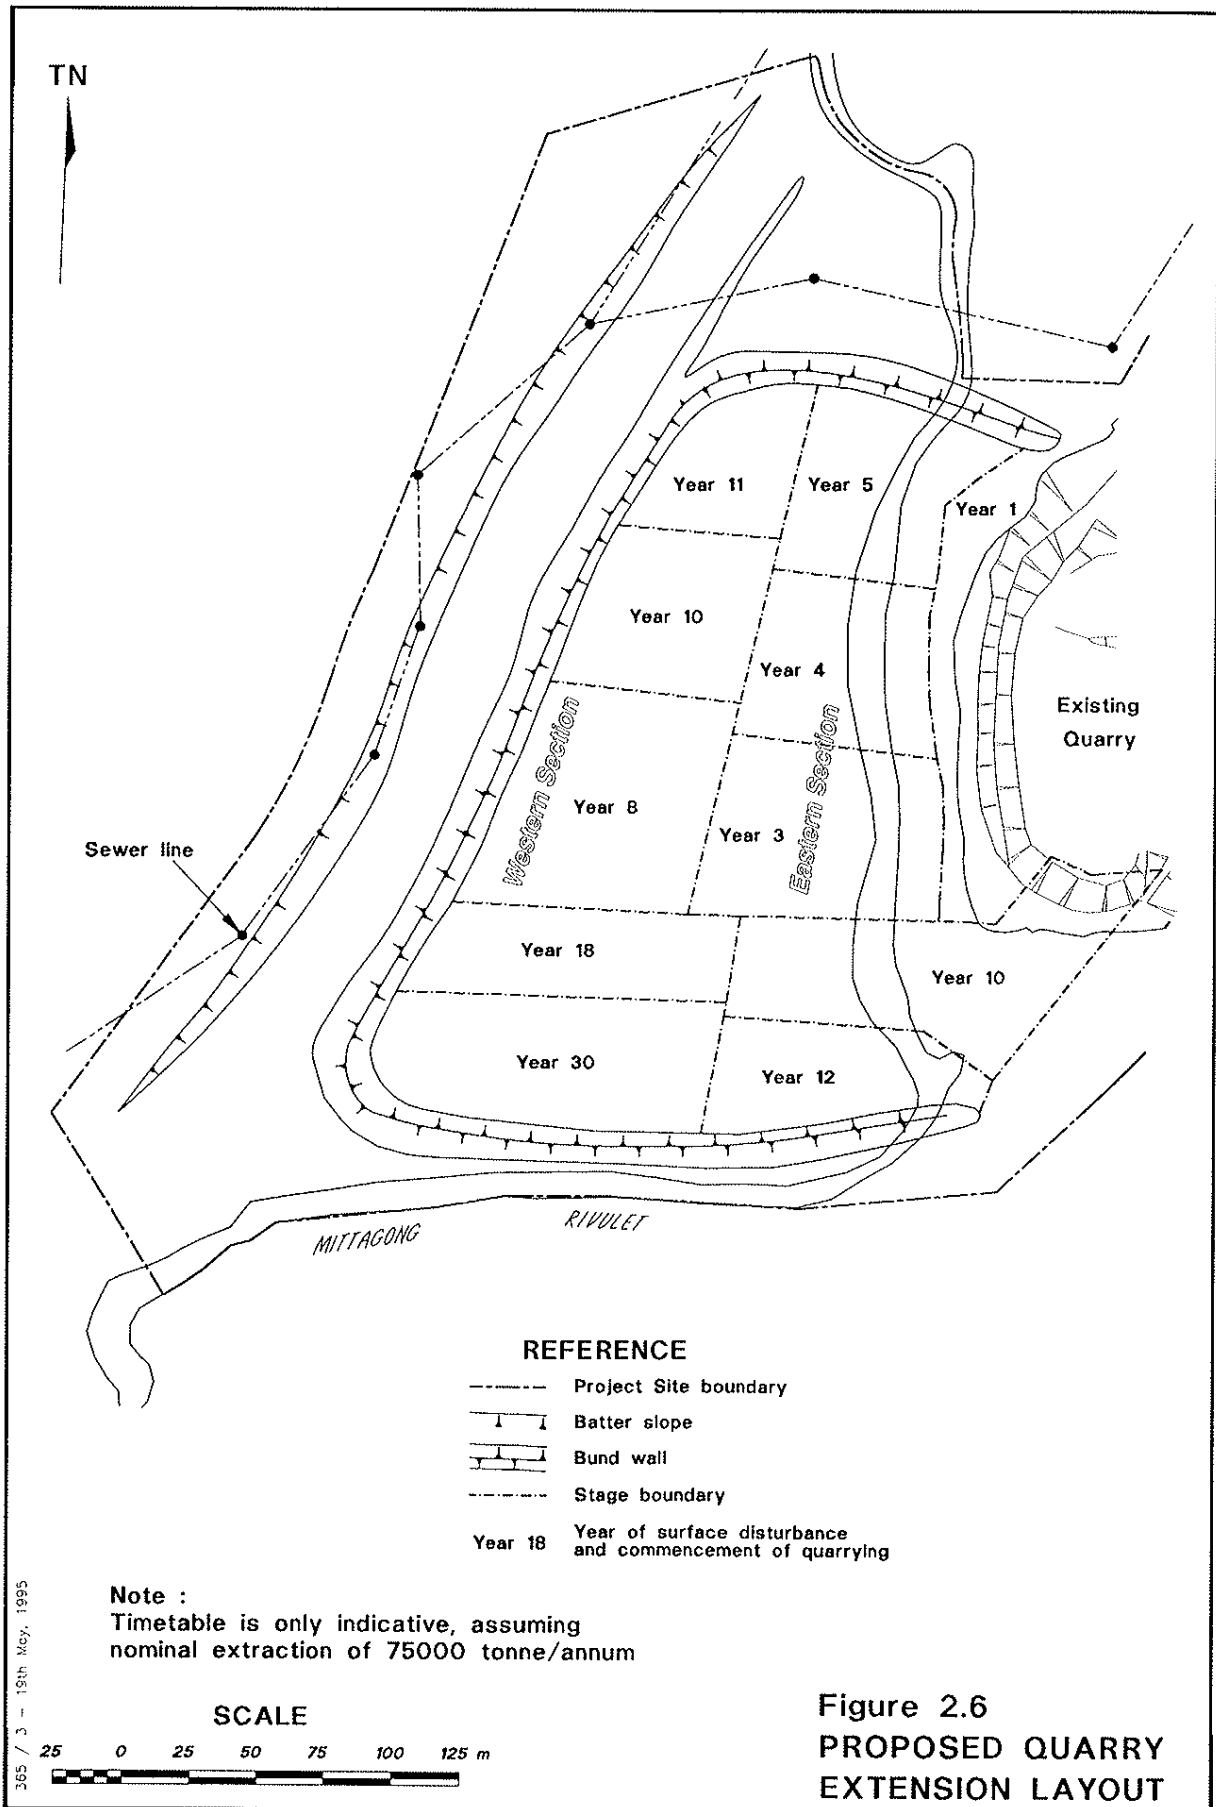 TN
Year 11
Year 5
Year 1
Year 10
Year 4
Existing
Quarry
Western Section
Eastern Section
Year 8
Year 3
Sewer line
Year 18
Year 10
Year 30
Year 12
MITTAGONG RIVULET
REFERENCE
Project Site boundary
Batter slope
Bund wall
Stage boundary
Year 18 Year of surface disturbance
and commencement of quarrying
Note :
Timetable is only indicative, assuming
nominal extraction of 75000 tonne/annum
SCALE
25 0 25 50 75 100 125 m
365 / 3 - 19th May, 1995
Figure 2.6
PROPOSED QUARRY
EXTENSION LAYOUT